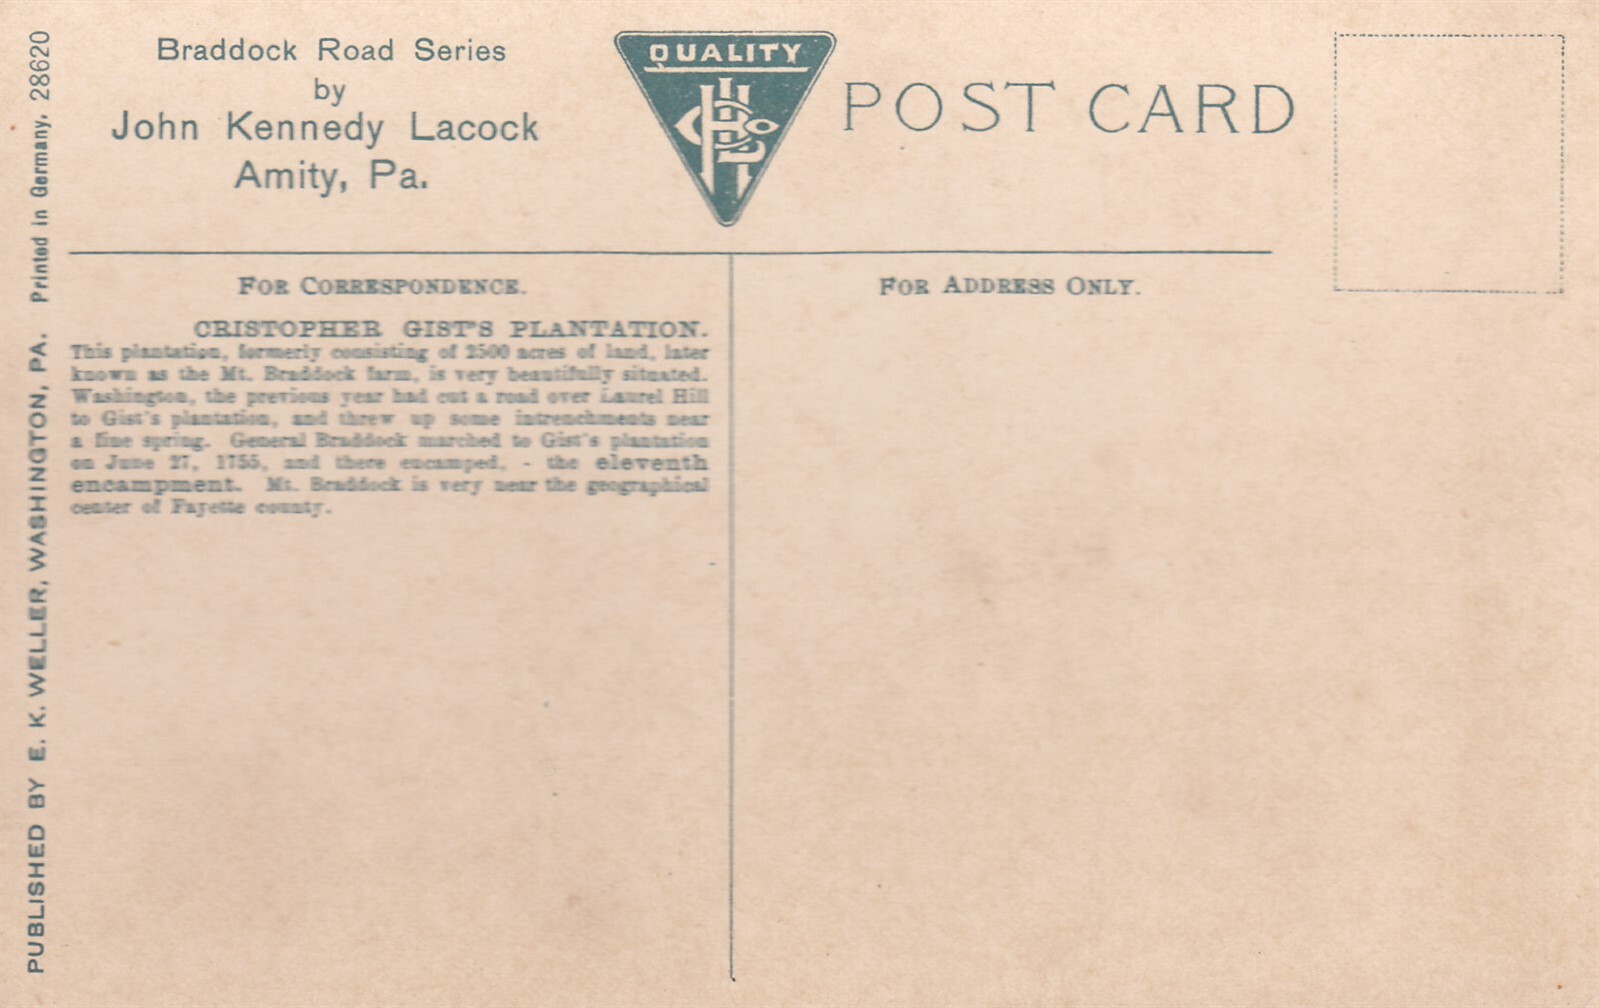 Braddock Road Series
by
John Kennedy Lacock
Amity, Pa.
QUALITY
POST CARD
FOR CORRESPONDENCE.
FOR ADDRESS ONLY.
CRISTOPHER GIST'S PLANTATION.
This plantation, formerly consisting of 2500 acres of land, later
known as the Mt. Braddock farm, is very beautifully situated.
Washington, the previous year had cut a road over Laurel Hill
to Gist's plantation, and threw up some intrenchments near
a fine spring. General Braddock marched to Gist's plantation
on June 27, 1755, and there encamped, - the eleventh
encampment. Mt. Braddock is very near the geographical
center of Fayette county.
PUBLISHED BY E. K. WELLER, WASHINGTON, PA. Printed in Germany, 28620